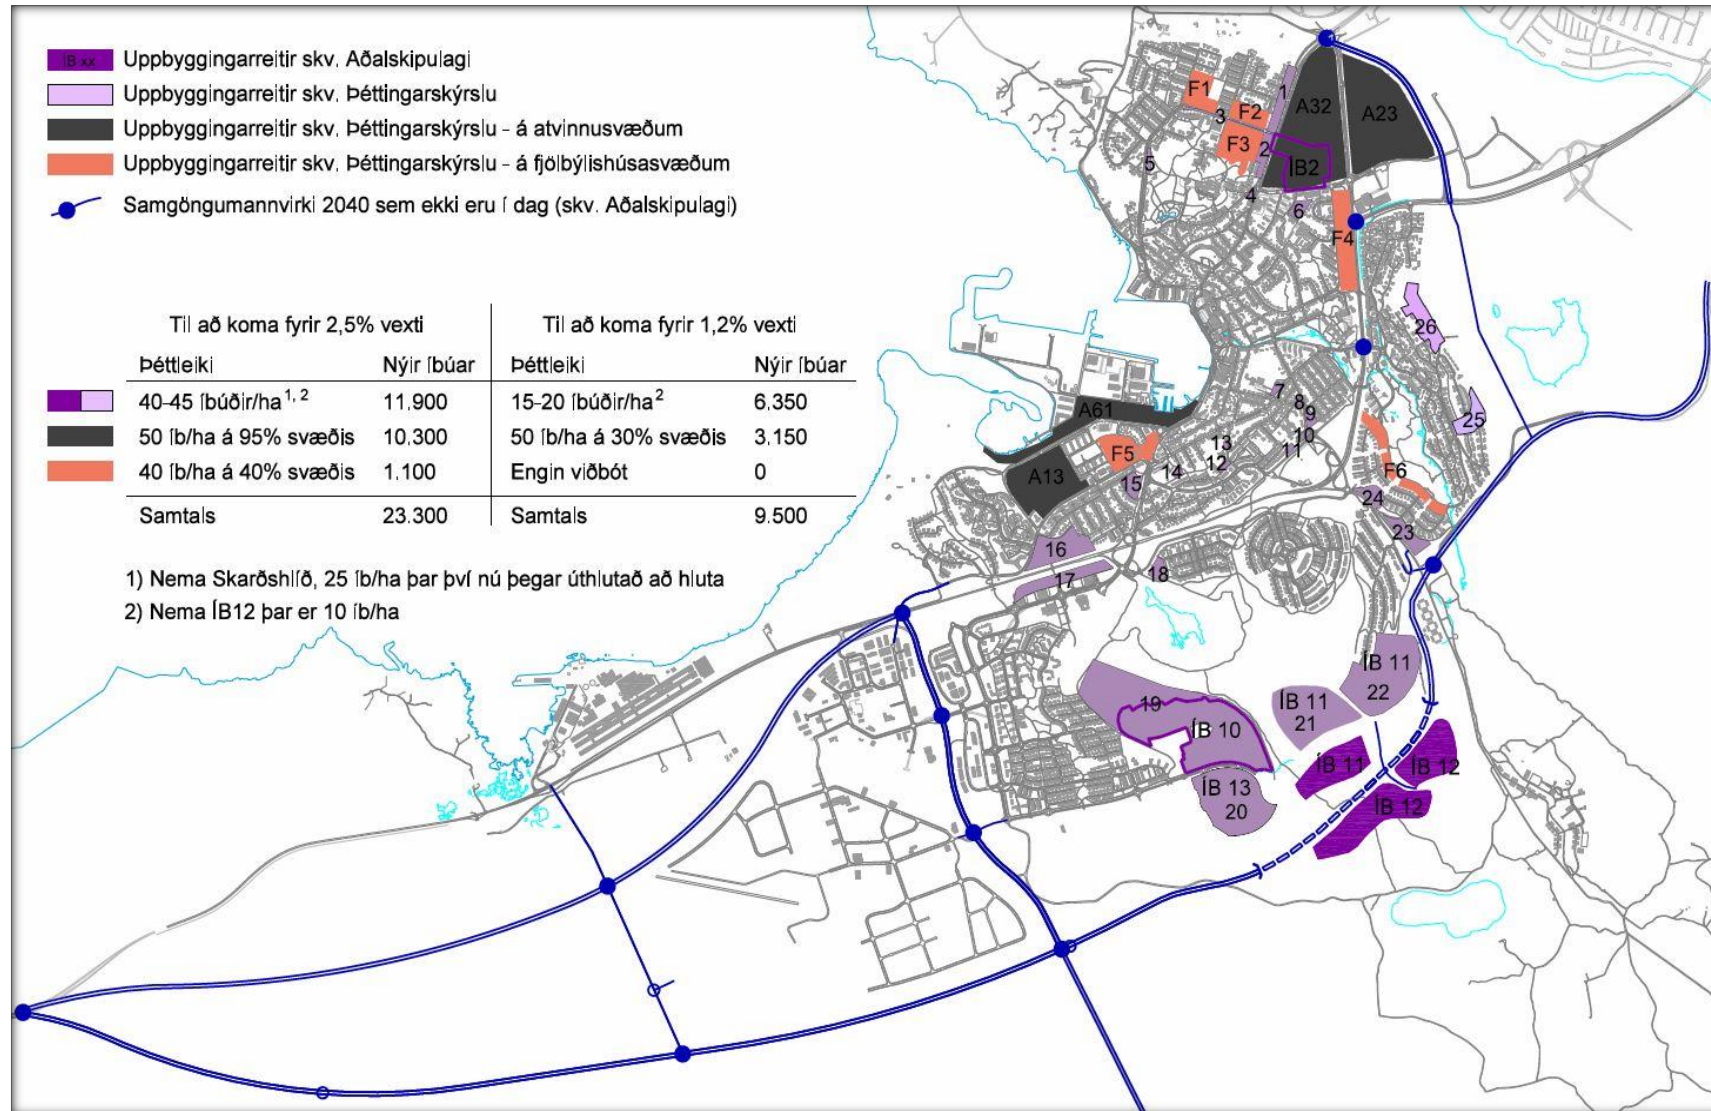 ÍB xx Uppbyggingarreitir skv. Aðalskipulagi
Uppbyggingarreitir skv. Þéttingarskýrslu
Uppbyggingarreitir skv. Þéttingarskýrslu - á atvinnusvæðum
Uppbyggingarreitir skv. Þéttingarskýrslu - á fjölbýlishúsasvæðum
Samgöngumannvirki 2040 sem ekki eru í dag (skv. Aðalskipulagi)
Til að koma fyrir 2,5% vexti Til að koma fyrir 1,2% vexti
Þéttleiki Nýir íbúar Þéttleiki Nýir íbúar
40-45 íbúðir/ha1, 2 11.900 15-20 íbúðir/ha2 6.350
50 íb/ha á 95% svæðis 10.300 50 íb/ha á 30% svæðis 3.150
40 íb/ha á 40% svæðis 1.100 Engin viðbót 0
Samtals 23.300 Samtals 9.500
1) Nema Skarðshlíð, 25 íb/ha þar því nú þegar úthlutað að hluta
2) Nema ÍB12 þar er 10 íb/ha
F1
1
F2
3
A32
A23
F3
2
5
ÍB2
4
6
F4
26
7
8
9
A61
10
25
13
11
F5
12
14
F6
A13
15
24
23
16
17
18
ÍB 11
22
19
ÍB 11
21
ÍB 10
ÍB 11
ÍB 12
ÍB 13
20
ÍB 12